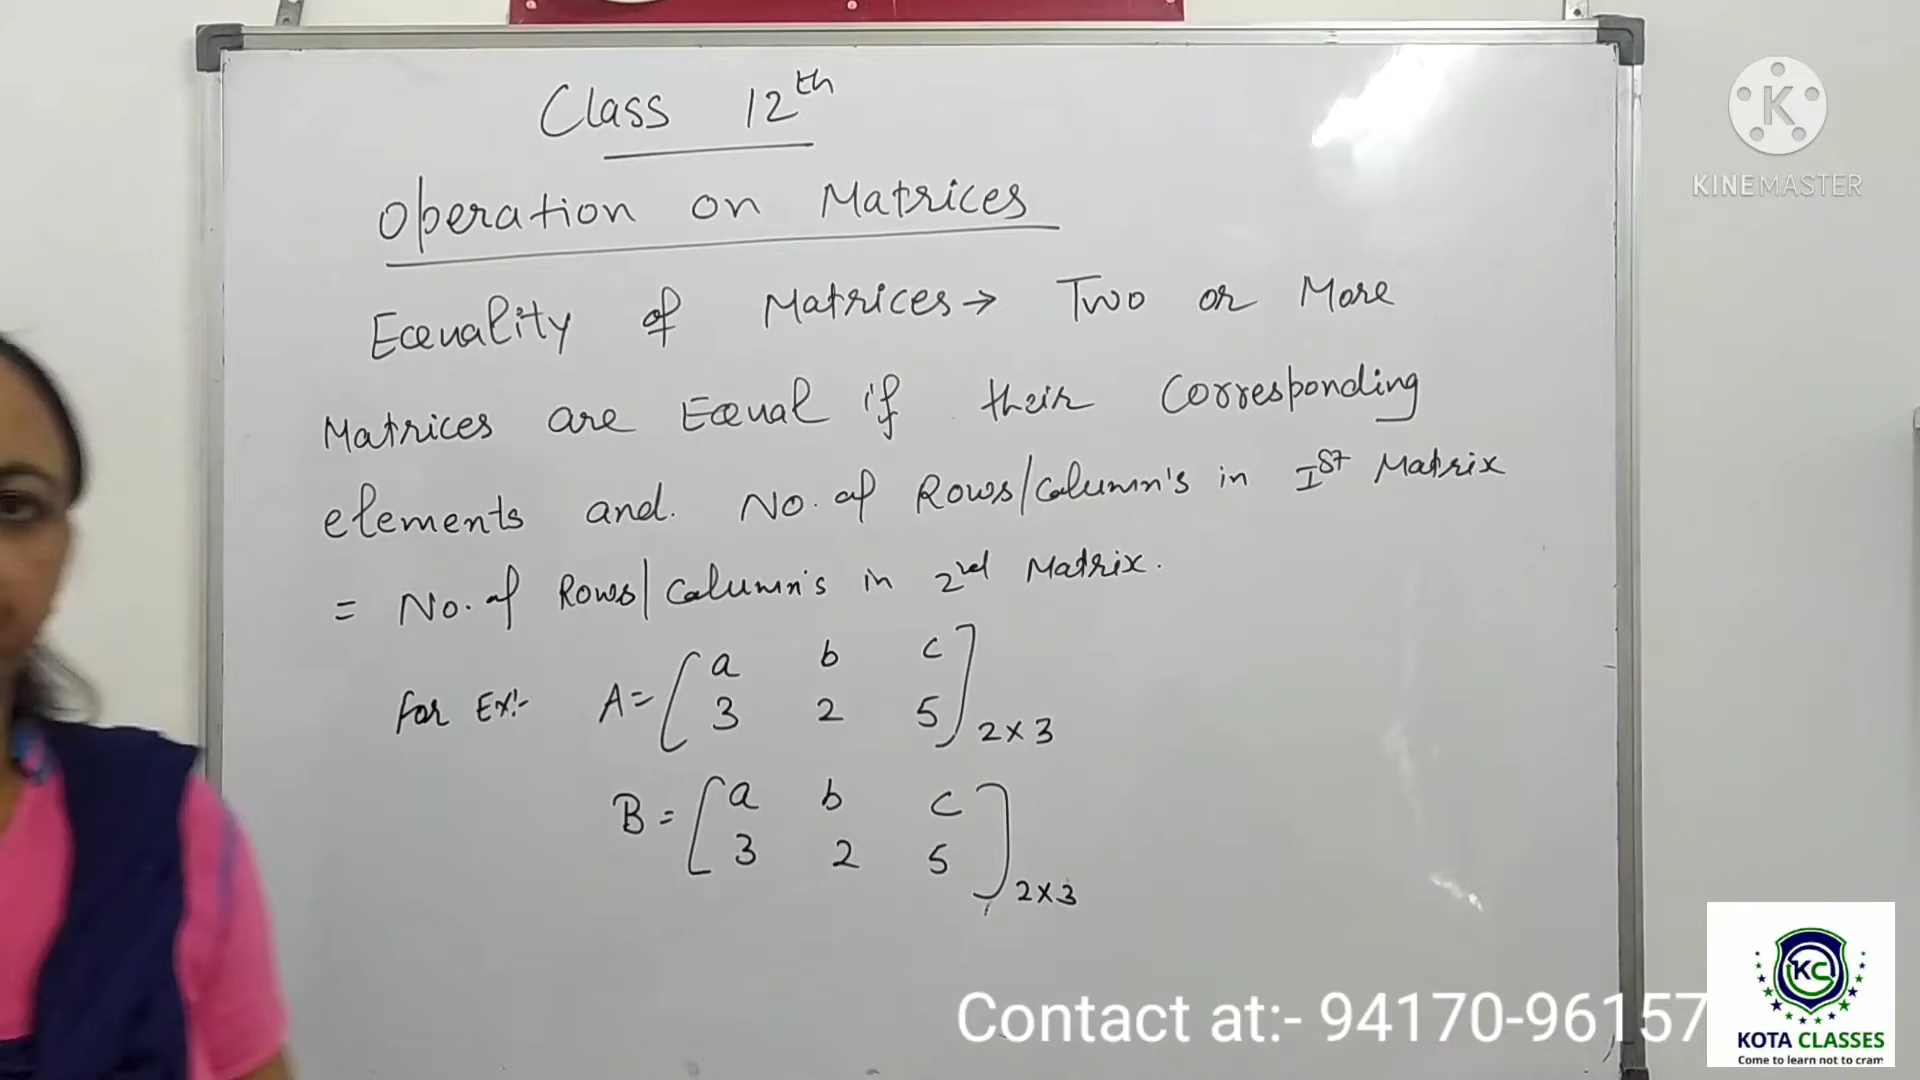 Class 12th
Operation on Matrices
Equality of Matrices → Two or More
Matrices are Equal if their Corresponding
elements and. No. of Rows/Column's in Ist Matrix
= No. of Rows/Column's in 2nd Matrix.
For Ex:- A = [ a b c
3 2 5 ] 2×3
B = [ a b c
3 2 5 ] 2×3
K
KINEMASTER
Contact at:- 94170-96157
KC
KOTA CLASSES
Come to learn not to cram